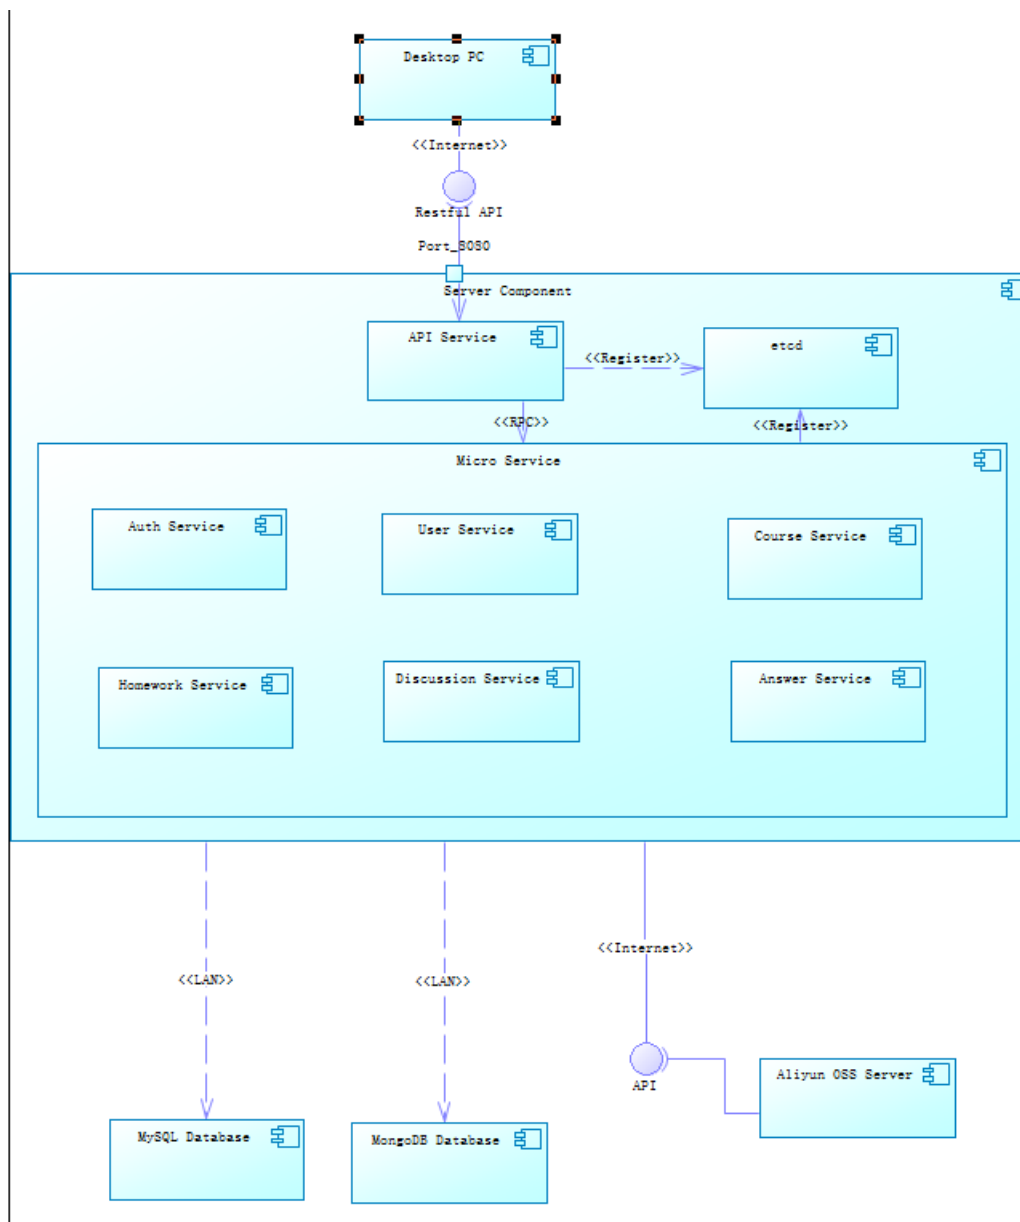 Desktop PC
<<Internet>>
Restful API
Port_8080
Server Component
API Service
<<Register>>
etcd
<<RPC>>
<<Register>>
Micro Service
Auth Service
User Service
Course Service
Homework Service
Discussion Service
Answer Service
<<Internet>>
<<LAN>>
<<LAN>>
API
Aliyun OSS Server
MySQL Database
MongoDB Database